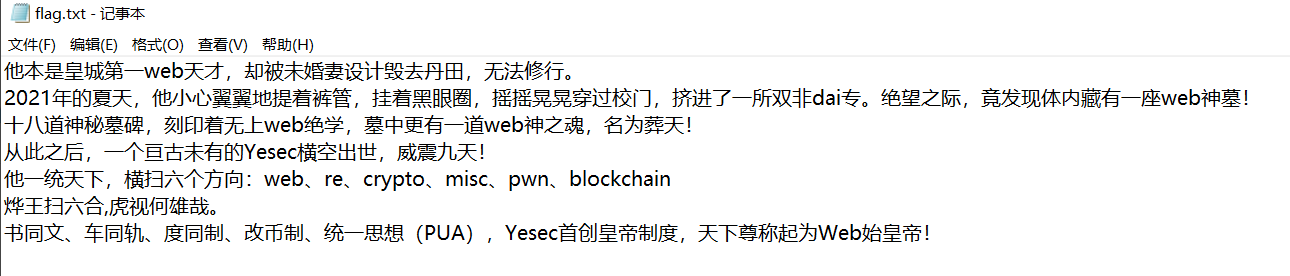 flag.txt - 记事本
文件(F) 编辑(E) 格式(O) 查看(V) 帮助(H)
他本是皇城第一web天才，却被未婚妻设计毁去丹田，无法修行。
2021年的夏天，他小心翼翼地提着裤管，挂着黑眼圈，摇摇晃晃穿过校门，挤进了一所双非dai专。绝望之际，竟发现体内藏有一座web神墓！
十八道神秘墓碑，刻印着无上web绝学，墓中更有一道web神之魂，名为葬天！
从此之后，一个亘古未有的Yesec横空出世，威震九天！
他一统天下，横扫六个方向：web、re、crypto、misc、pwn、blockchain
烨王扫六合,虎视何雄哉。
书同文、车同轨、度同制、改币制、统一思想（PUA），Yesec首创皇帝制度，天下尊称起为Web始皇帝！